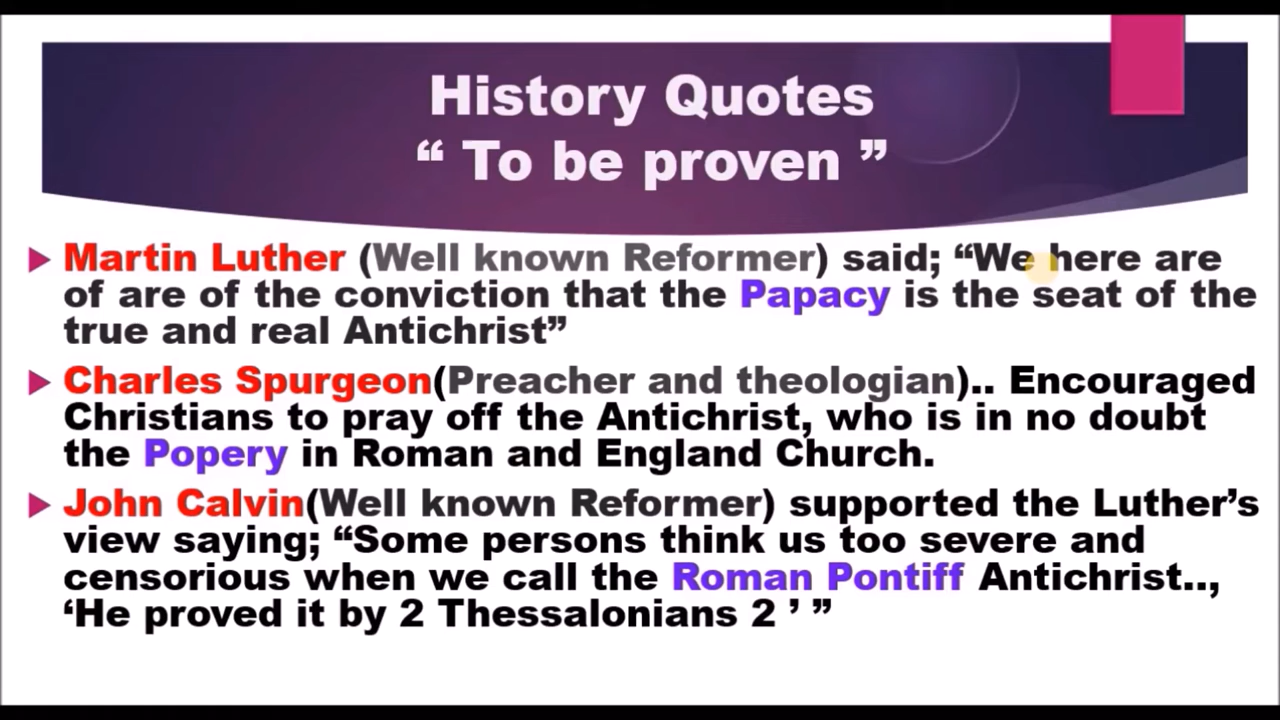 History Quotes
“ To be proven ”
Martin Luther (Well known Reformer) said; “We here are
of are of the conviction that the Papacy is the seat of the
true and real Antichrist”
Charles Spurgeon(Preacher and theologian).. Encouraged
Christians to pray off the Antichrist, who is in no doubt
the Popery in Roman and England Church.
John Calvin(Well known Reformer) supported the Luther’s
view saying; “Some persons think us too severe and
censorious when we call the Roman Pontiff Antichrist..,
‘He proved it by 2 Thessalonians 2 ’ ”